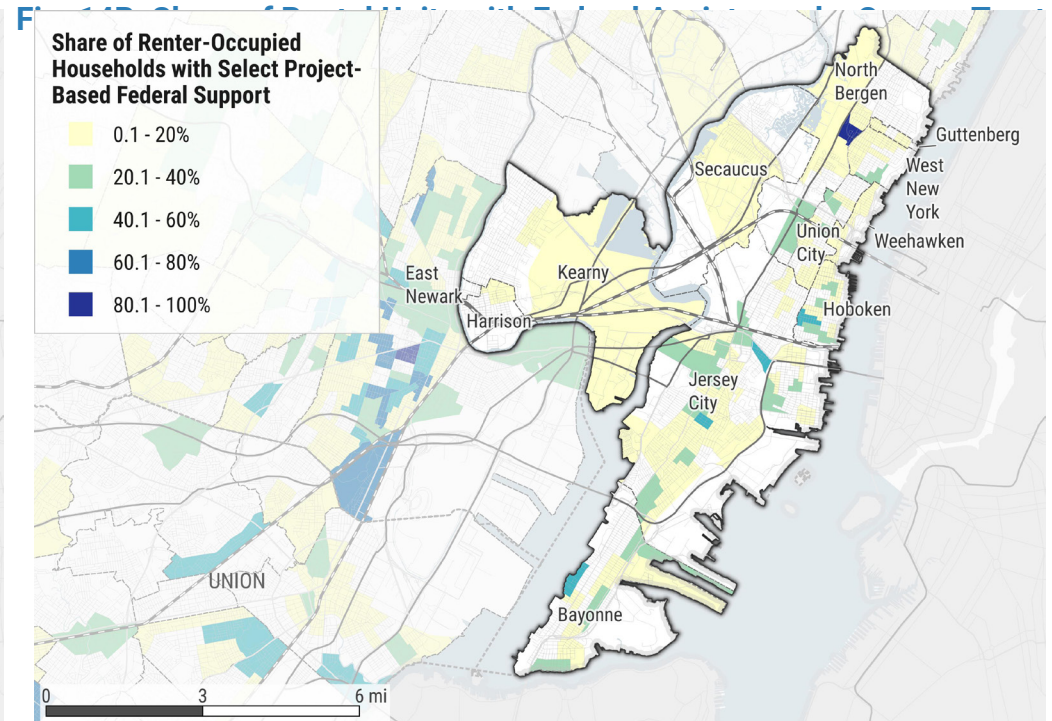 Share of Renter-Occupied
Households with Select Project-
Based Federal Support
0.1 - 20%
20.1 - 40%
40.1 - 60%
60.1 - 80%
80.1 - 100%
North
Bergen
Guttenberg
West
New
York
Secaucus
Union
City
Weehawken
East
Newark
Kearny
Harrison
Hoboken
Jersey
City
UNION
Bayonne
0 3 6 mi